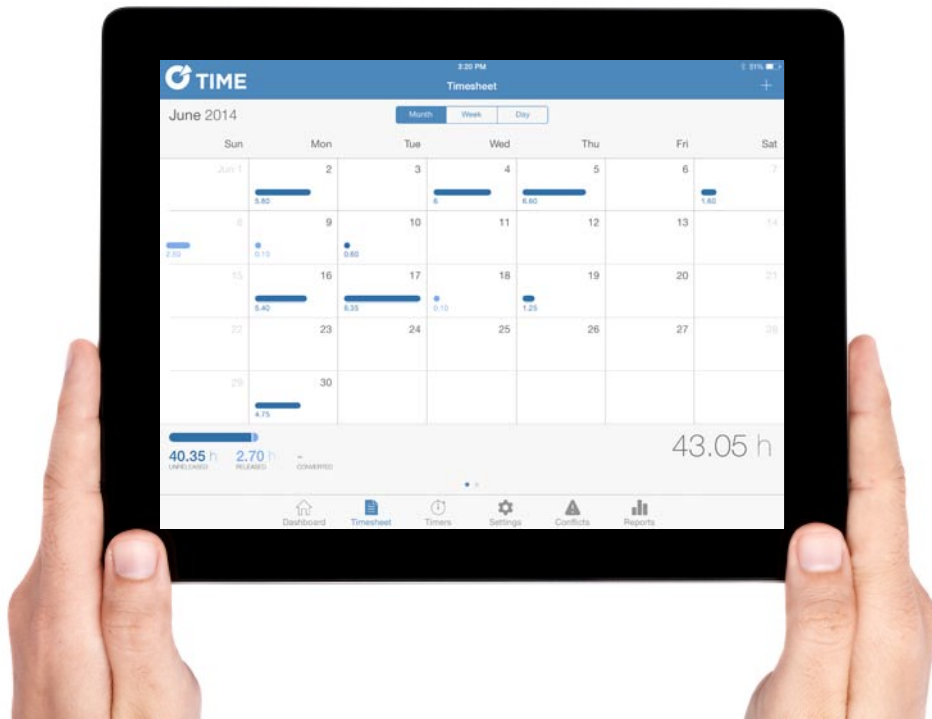 3:20 PM
51%
TIME
Timesheet
+
June 2014
Month Week Day
Sun Mon Tue Wed Thu Fri Sat
Jun 1 2 3 4 5 6 7
5.80 6 6.60 1.60
8 9 10 11 12 13 14
2.50 0.10 0.60
15 16 17 18 19 20 21
5.40 8.35 0.10 1.25
22 23 24 25 26 27 28
29 30
4.75
40.35 h 2.70 h - 43.05 h
UNRELEASED RELEASED CONVERTED
Dashboard Timesheet Timers Settings Conflicts Reports